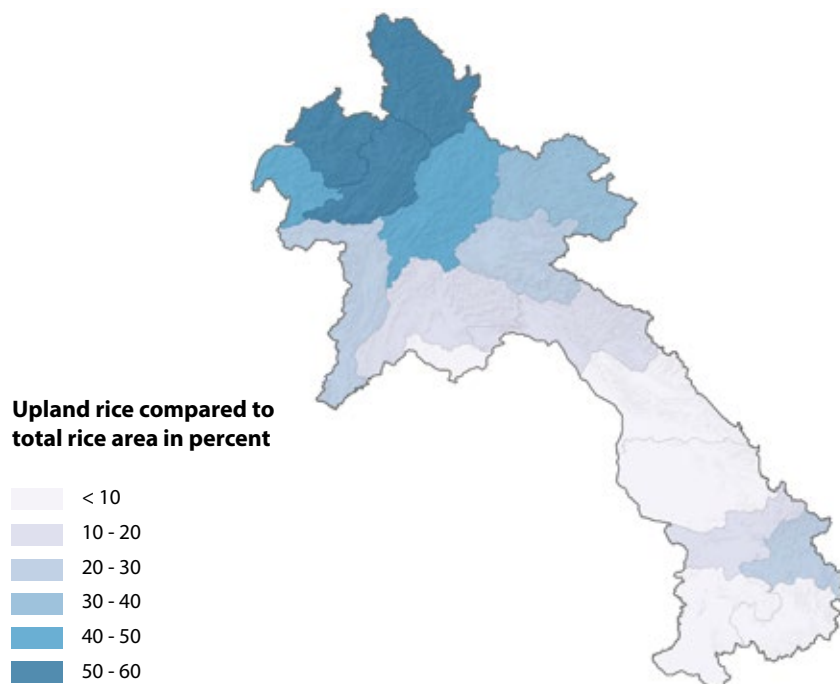 Upland rice compared to
total rice area in percent
< 10
10 - 20
20 - 30
30 - 40
40 - 50
50 - 60